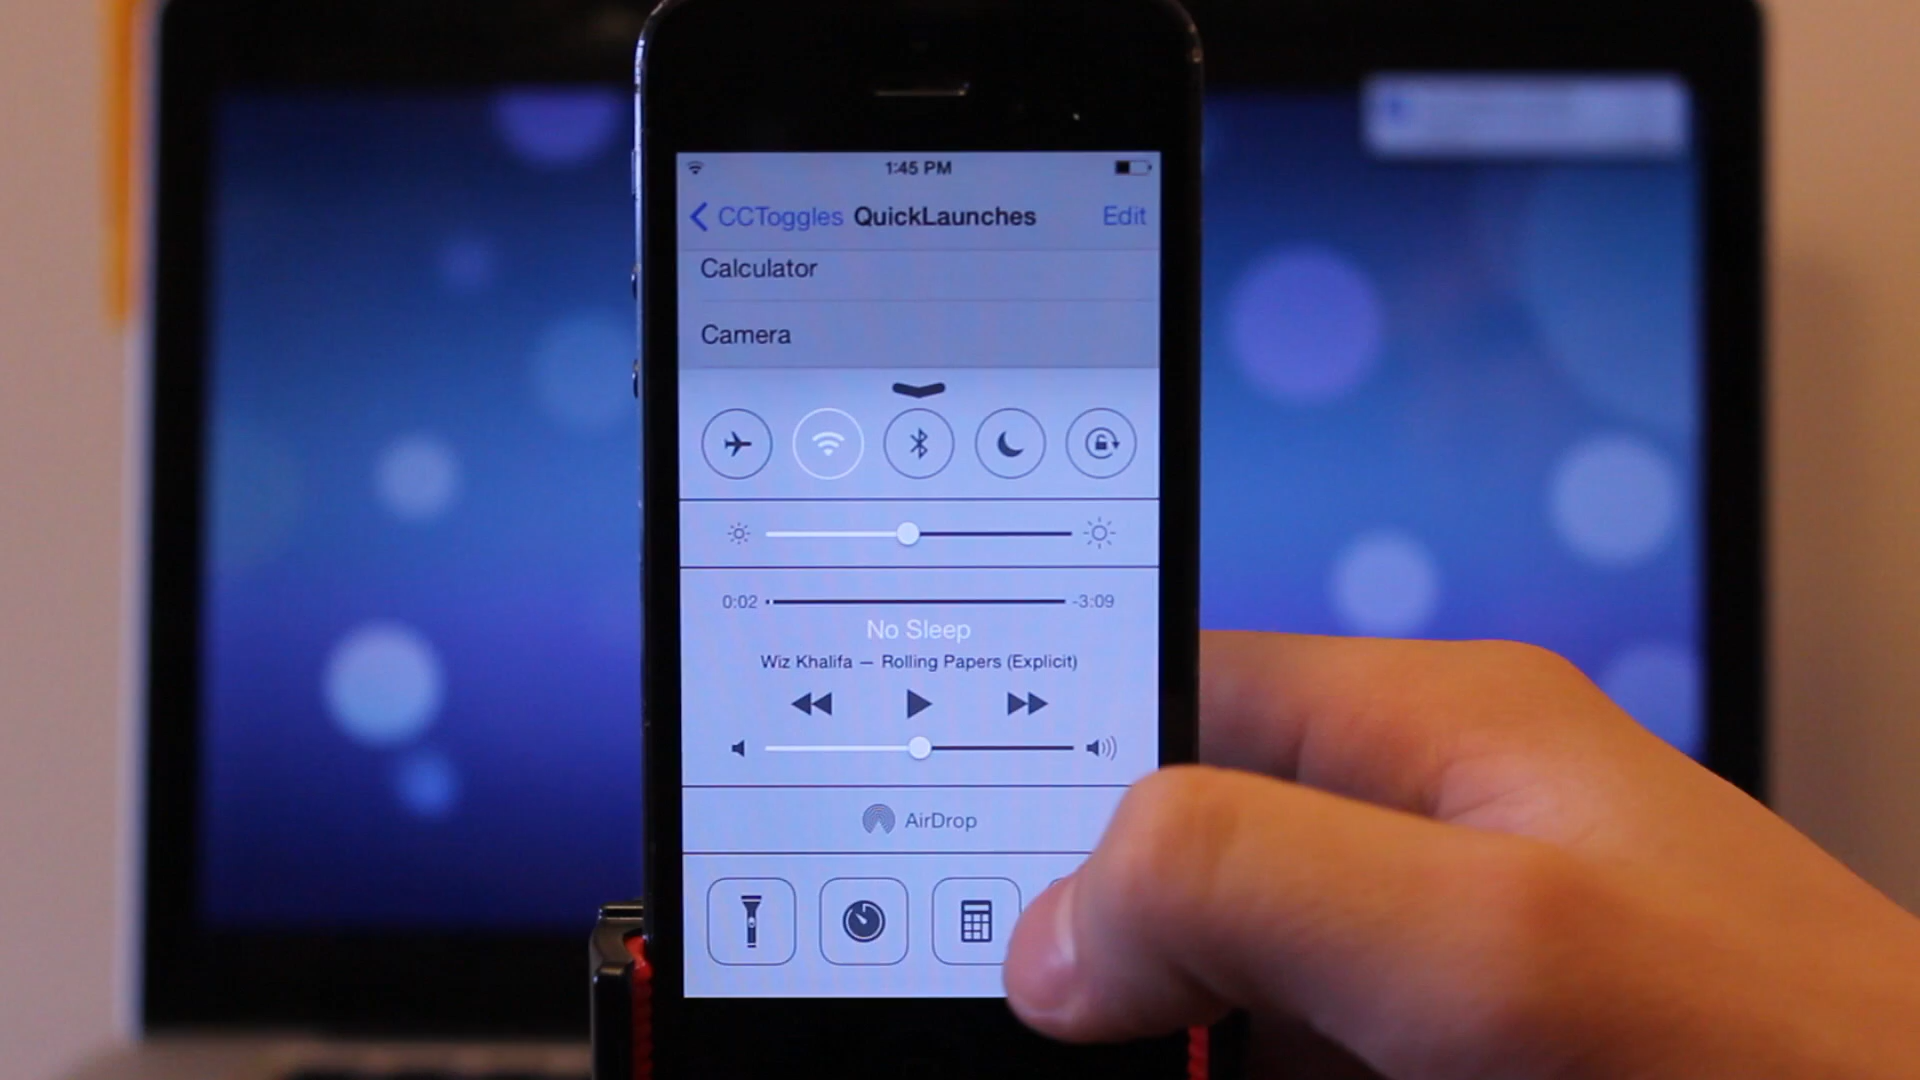 1:45 PM
CCToggles QuickLaunches Edit
Calculator
Camera
0:02 -3:09
No Sleep
Wiz Khalifa — Rolling Papers (Explicit)
AirDrop